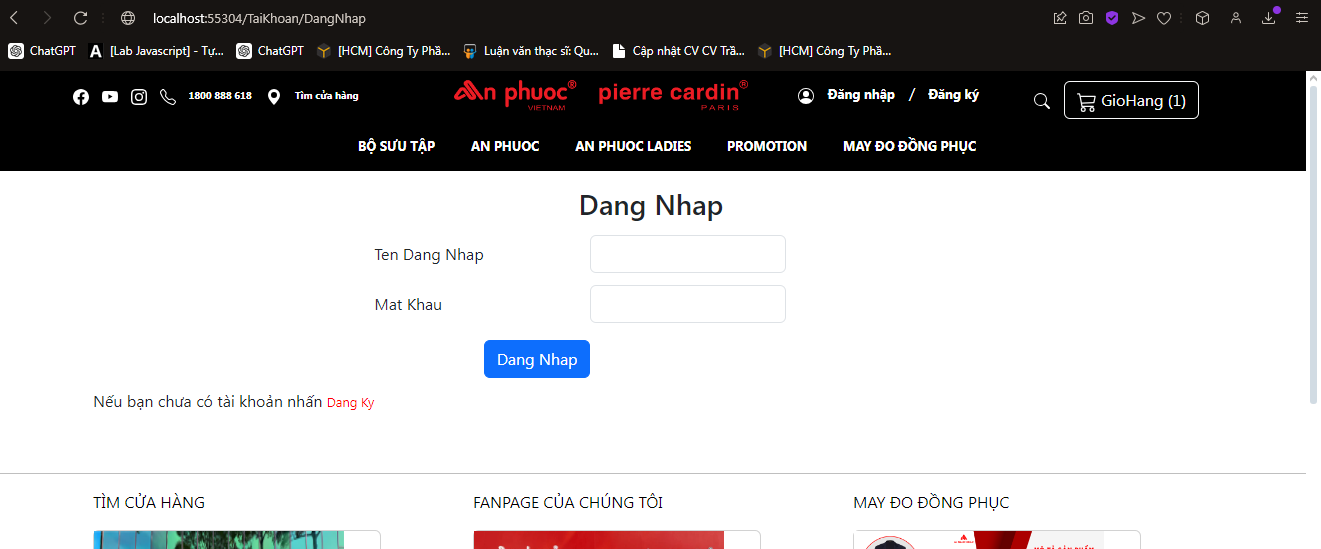 localhost:55304/TaiKhoan/DangNhap
ChatGPT
[Lab Javascript] - Tự...
ChatGPT
[HCM] Công Ty Phầ...
Luận văn thạc sĩ: Qu...
Cập nhật CV CV Trầ...
[HCM] Công Ty Phầ...
1800 888 618
Tìm cửa hàng
An phuoc®
VIETNAM
pierre cardin®
PARIS
Đăng nhập / Đăng ký
GioHang (1)
BỘ SƯU TẬP
AN PHUOC
AN PHUOC LADIES
PROMOTION
MAY ĐO ĐỒNG PHỤC
Dang Nhap
Ten Dang Nhap
Mat Khau
Dang Nhap
Nếu bạn chưa có tài khoản nhấn Dang Ky
TÌM CỬA HÀNG
FANPAGE CỦA CHÚNG TÔI
MAY ĐO ĐỒNG PHỤC
MÔ TẢ SẢN PHẨM